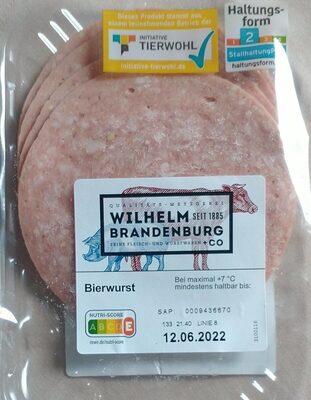 Dieses Produkt stammt aus
einem teilnehmenden Betrieb der
INITIATIVE
TIERWOHL
initiative-tierwohl.de
Haltungs-
form
2
StallhaltungP
haltungsform.
QUALITÄTS-METZGEREI
WILHELM SEIT 1885
BRANDENBURG
FEINE FLEISCH- UND WURSTWAREN +CO
Bierwurst
Bei maximal +7 °C
mindestens haltbar bis:
NUTRI-SCORE
A B C D E
SAP: 0009436670
133 21:40 LINIE 8
12.06.2022